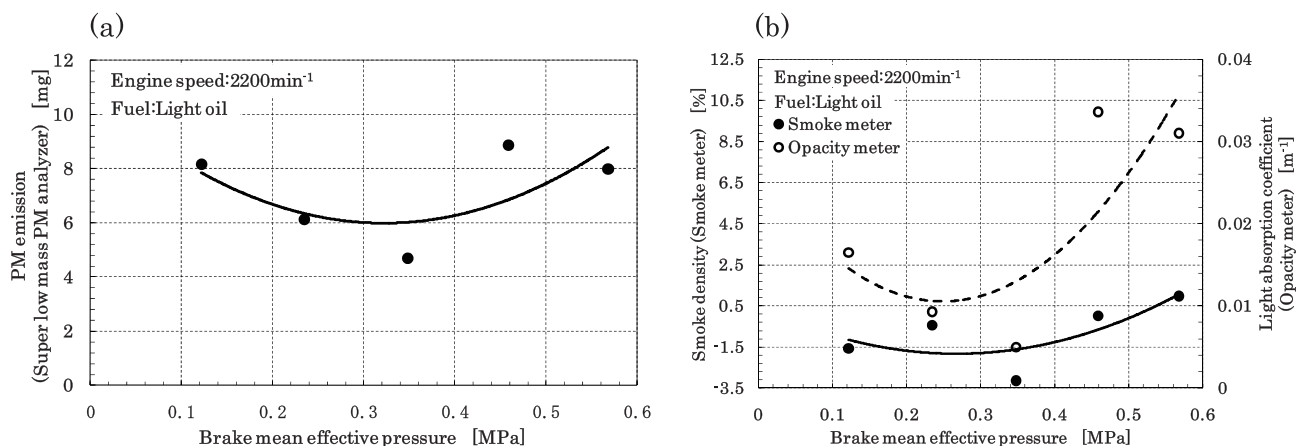 (a)
Engine speed:2200min-1
Fuel:Light oil
PM emission
(Super low mass PM analyzer) [mg]
12
10
8
6
4
2
0
0 0.1 0.2 0.3 0.4 0.5 0.6
Brake mean effective pressure [MPa]
(b)
Engine speed:2200min-1
Fuel:Light oil
Smoke meter
Opacity meter
Smoke density(Smoke meter) [%]
12.5
10.5
8.5
6.5
4.5
2.5
0.5
-1.5
-3.5
0.04
0.03
0.02
0.01
0
Light absorption coefficient
(Opacity meter) [m-1]
0 0.1 0.2 0.3 0.4 0.5 0.6
Brake mean effective pressure [MPa]